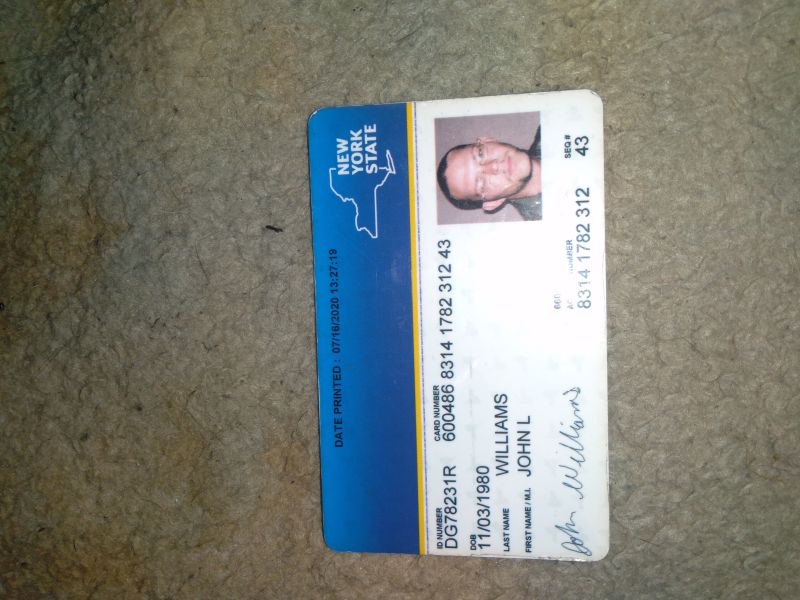 NEW
YORK
STATE
DATE PRINTED : 07/16/2020 13:27:19
ID NUMBER
DG78231R
CARD NUMBER
600486 8314 1782 312 43
DOB
11/03/1980
LAST NAME
WILLIAMS
FIRST NAME / M.I.
JOHN L
SEQ #
43
8314 1782 312
John Williams